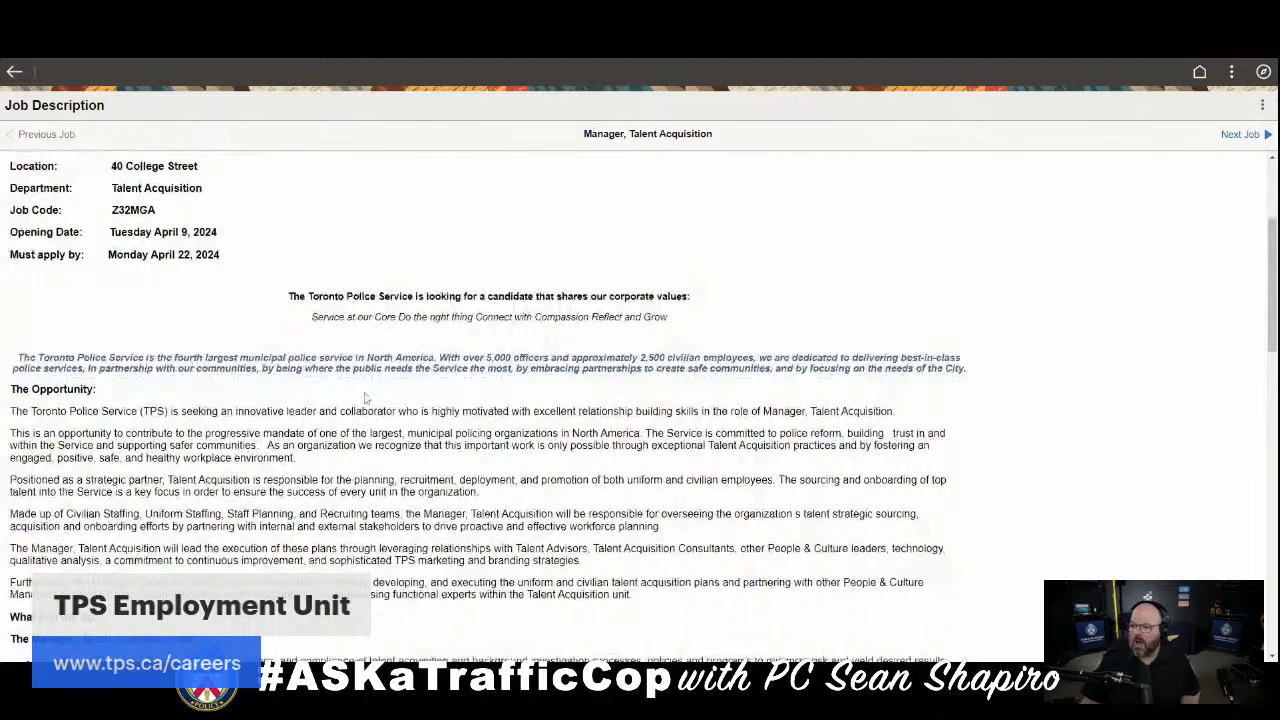 Job Description
Previous Job
Manager, Talent Acquisition
Next Job
Location: 40 College Street
Department: Talent Acquisition
Job Code: Z32MGA
Opening Date: Tuesday April 9, 2024
Must apply by: Monday April 22, 2024
The Toronto Police Service is looking for a candidate that shares our corporate values:
Service at our Core Do the right thing Connect with Compassion Reflect and Grow
The Toronto Police Service is the fourth largest municipal police service in North America. With over 5,000 officers and approximately 2,500 civilian employees, we are dedicated to delivering best-in-class
police services, in partnership with our communities, by being where the public needs the Service the most, by embracing partnerships to create safe communities, and by focusing on the needs of the City.
The Opportunity:
The Toronto Police Service (TPS) is seeking an innovative leader and collaborator who is highly motivated with excellent relationship building skills in the role of Manager, Talent Acquisition.
This is an opportunity to contribute to the progressive mandate of one of the largest, municipal policing organizations in North America. The Service is committed to police reform, building trust in and
within the Service and supporting safer communities. As an organization we recognize that this important work is only possible through exceptional Talent Acquisition practices and by fostering an
engaged, positive, safe, and healthy workplace environment.
Positioned as a strategic partner, Talent Acquisition is responsible for the planning, recruitment, deployment, and promotion of both uniform and civilian employees. The sourcing and onboarding of top
talent into the Service is a key focus in order to ensure the success of every unit in the organization.
Made up of Civilian Staffing, Uniform Staffing, Staff Planning, and Recruiting teams, the Manager, Talent Acquisition will be responsible for overseeing the organization s talent strategic sourcing,
acquisition and onboarding efforts by partnering with internal and external stakeholders to drive proactive and effective workforce planning.
The Manager, Talent Acquisition will lead the execution of these plans through leveraging relationships with Talent Advisors, Talent Acquisition Consultants, other People & Culture leaders, technology,
qualitative analysis, a commitment to continuous improvement, and sophisticated TPS marketing and branding strategies.
developing, and executing the uniform and civilian talent acquisition plans and partnering with other People & Culture
functional experts within the Talent Acquisition unit.
TPS Employment Unit
www.tps.ca/careers
#ASKaTrafficCop with PC Sean Shapiro
POLICE